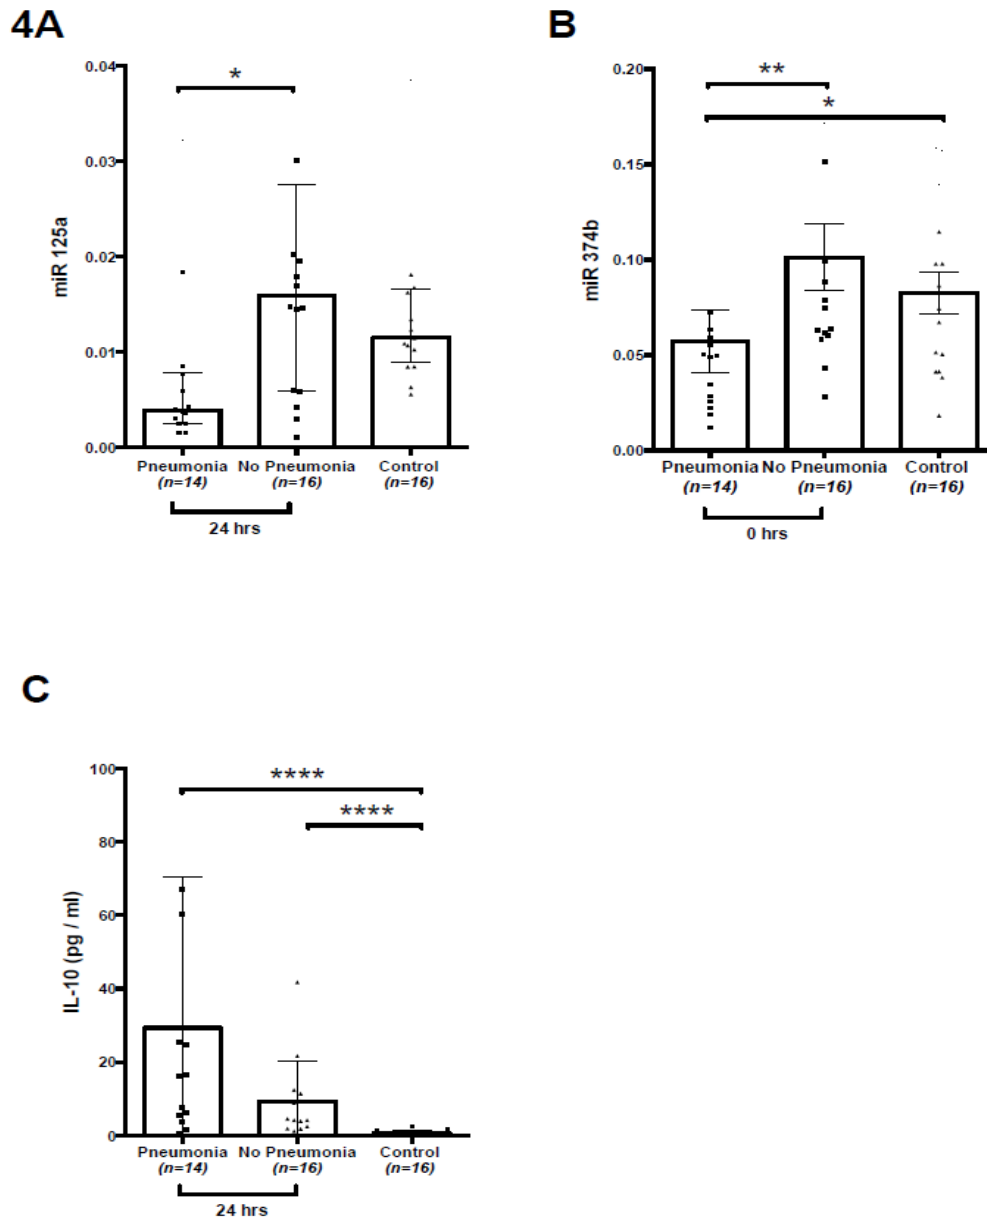 4A
0.04
0.03
0.02
0.01
0.00
miR 125a
*
Pneumonia No Pneumonia Control
(n=14) (n=16) (n=16)
24 hrs
B
0.20
0.15
0.10
0.05
0.00
miR 374b
**
*
Pneumonia No Pneumonia Control
(n=14) (n=16) (n=16)
0 hrs
C
100
80
60
40
20
0
IL-10 (pg / ml)
****
****
Pneumonia No Pneumonia Control
(n=14) (n=16) (n=16)
24 hrs